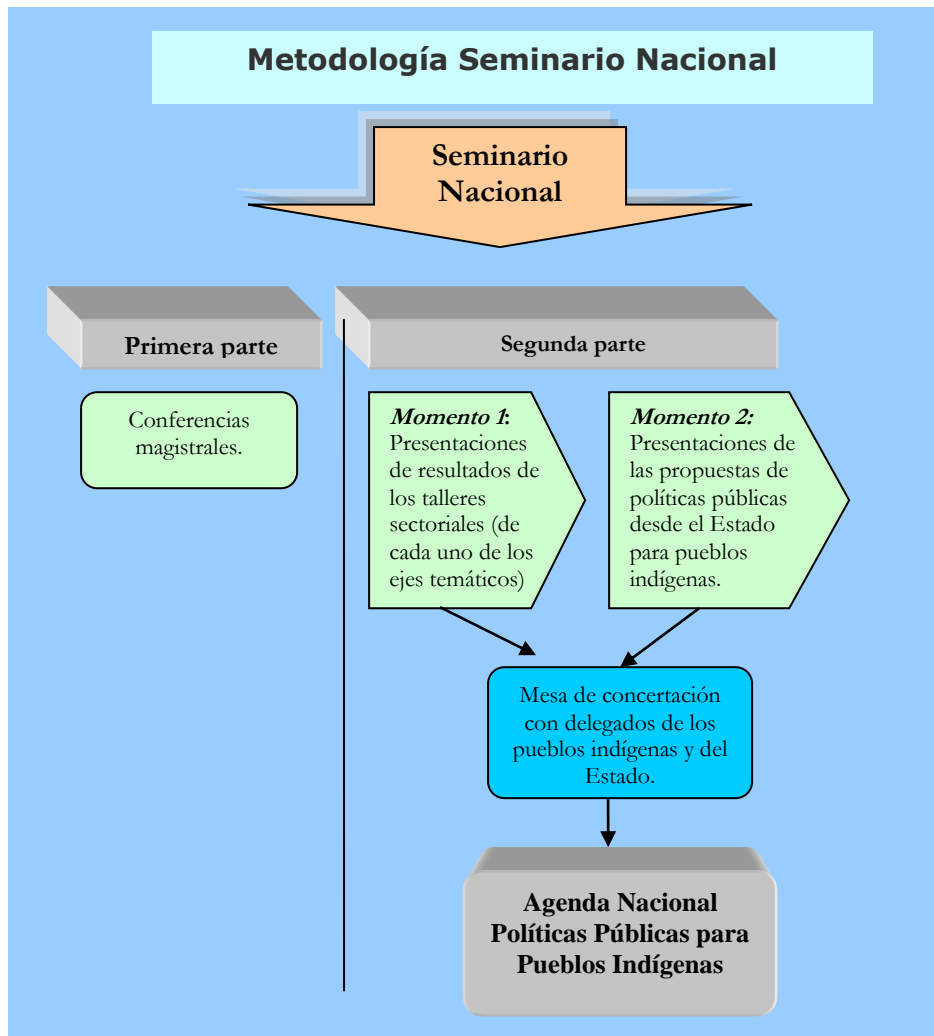 Metodología Seminario Nacional
Seminario
Nacional
Primera parte
Segunda parte
Conferencias
magistrales.
Momento 1:
Presentaciones
de resultados de
los talleres
sectoriales (de
cada uno de los
ejes temáticos)
Momento 2:
Presentaciones de
las propuestas de
políticas públicas
desde el Estado
para pueblos
indígenas.
Mesa de concertación
con delegados de los
pueblos indígenas y del
Estado.
Agenda Nacional
Políticas Públicas para
Pueblos Indígenas